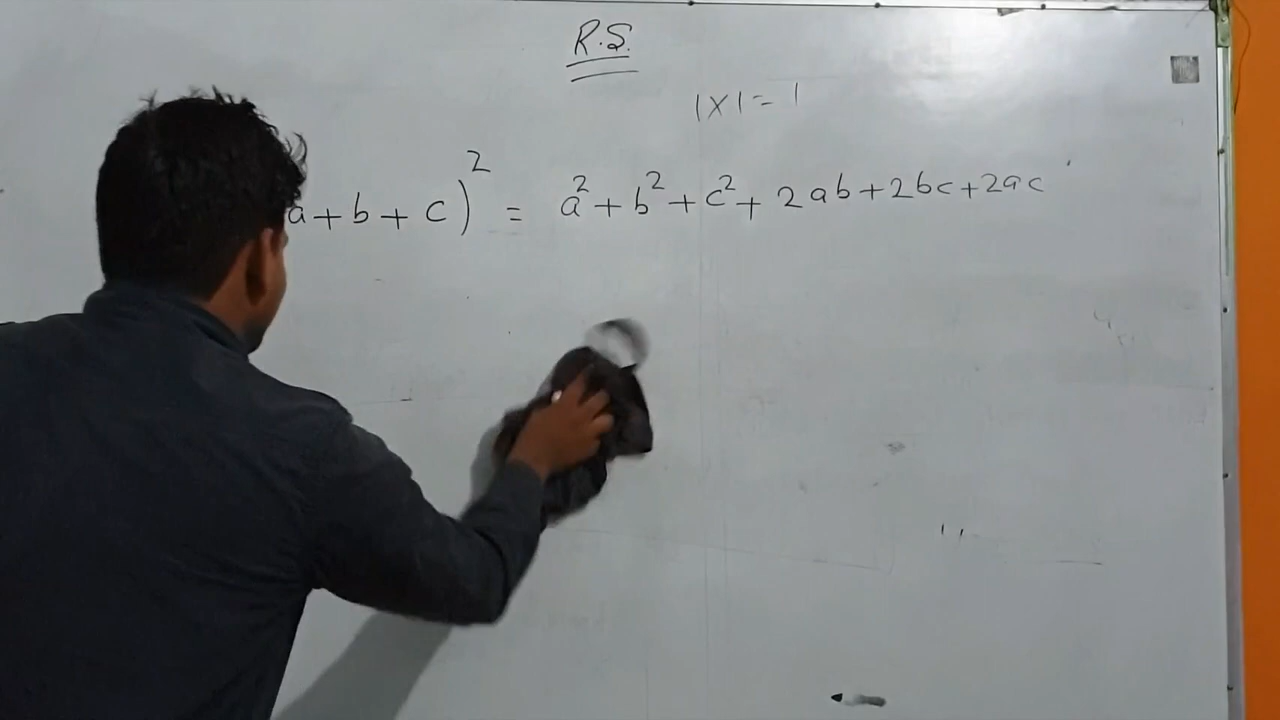 R.S.
1×1=1
a+b+c)² = a²+b²+c²+2ab+2bc+2ac